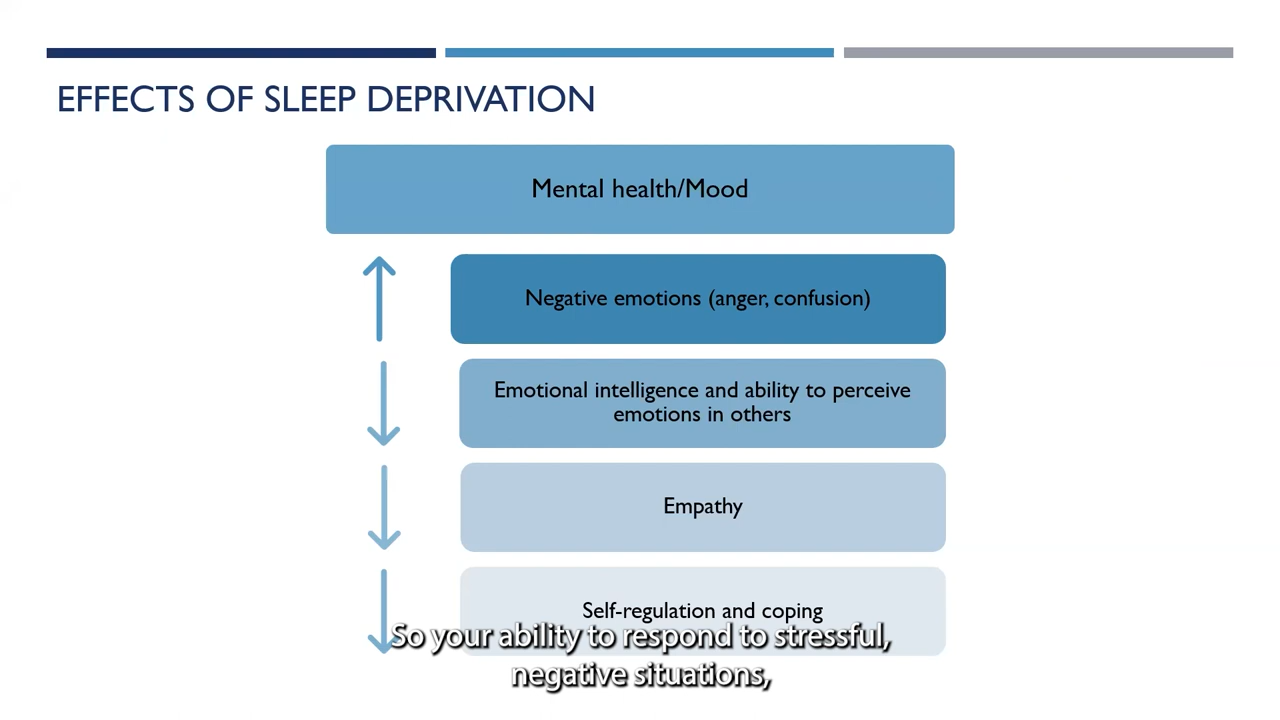 EFFECTS OF SLEEP DEPRIVATION
Mental health/Mood
Negative emotions (anger, confusion)
Emotional intelligence and ability to perceive
emotions in others
Empathy
Self-regulation and coping
So your ability to respond to stressful,
negative situations,